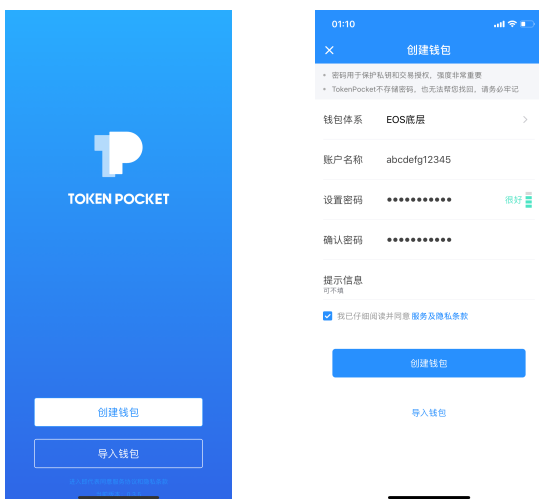 TOKEN POCKET
创建钱包
导入钱包
01:10
创建钱包
密码用于保护私钥和交易授权，强度非常重要
TokenPocket不存储密码，也无法帮您找回，请务必牢记
钱包体系 EOS底层
账户名称 abcdefg12345
设置密码 ●●●●●●●●●●● 很好
确认密码 ●●●●●●●●●●●
提示信息
可不填
我已仔细阅读并同意 服务及隐私条款
创建钱包
导入钱包